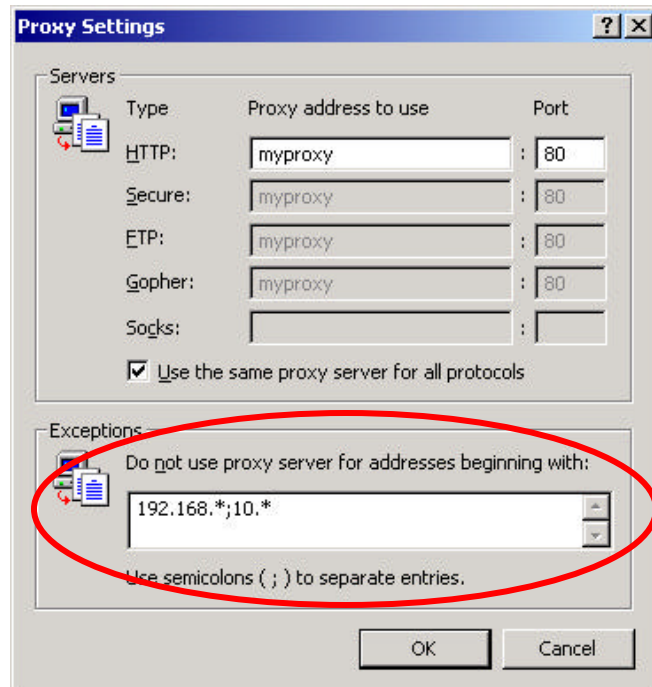 Proxy Settings
Servers
Type Proxy address to use Port
HTTP: myproxy : 80
Secure: myproxy : 80
FTP: myproxy : 80
Gopher: myproxy : 80
Socks: :
Use the same proxy server for all protocols
Exceptions
Do not use proxy server for addresses beginning with:
192.168.*;10.*
Use semicolons ( ; ) to separate entries.
OK Cancel